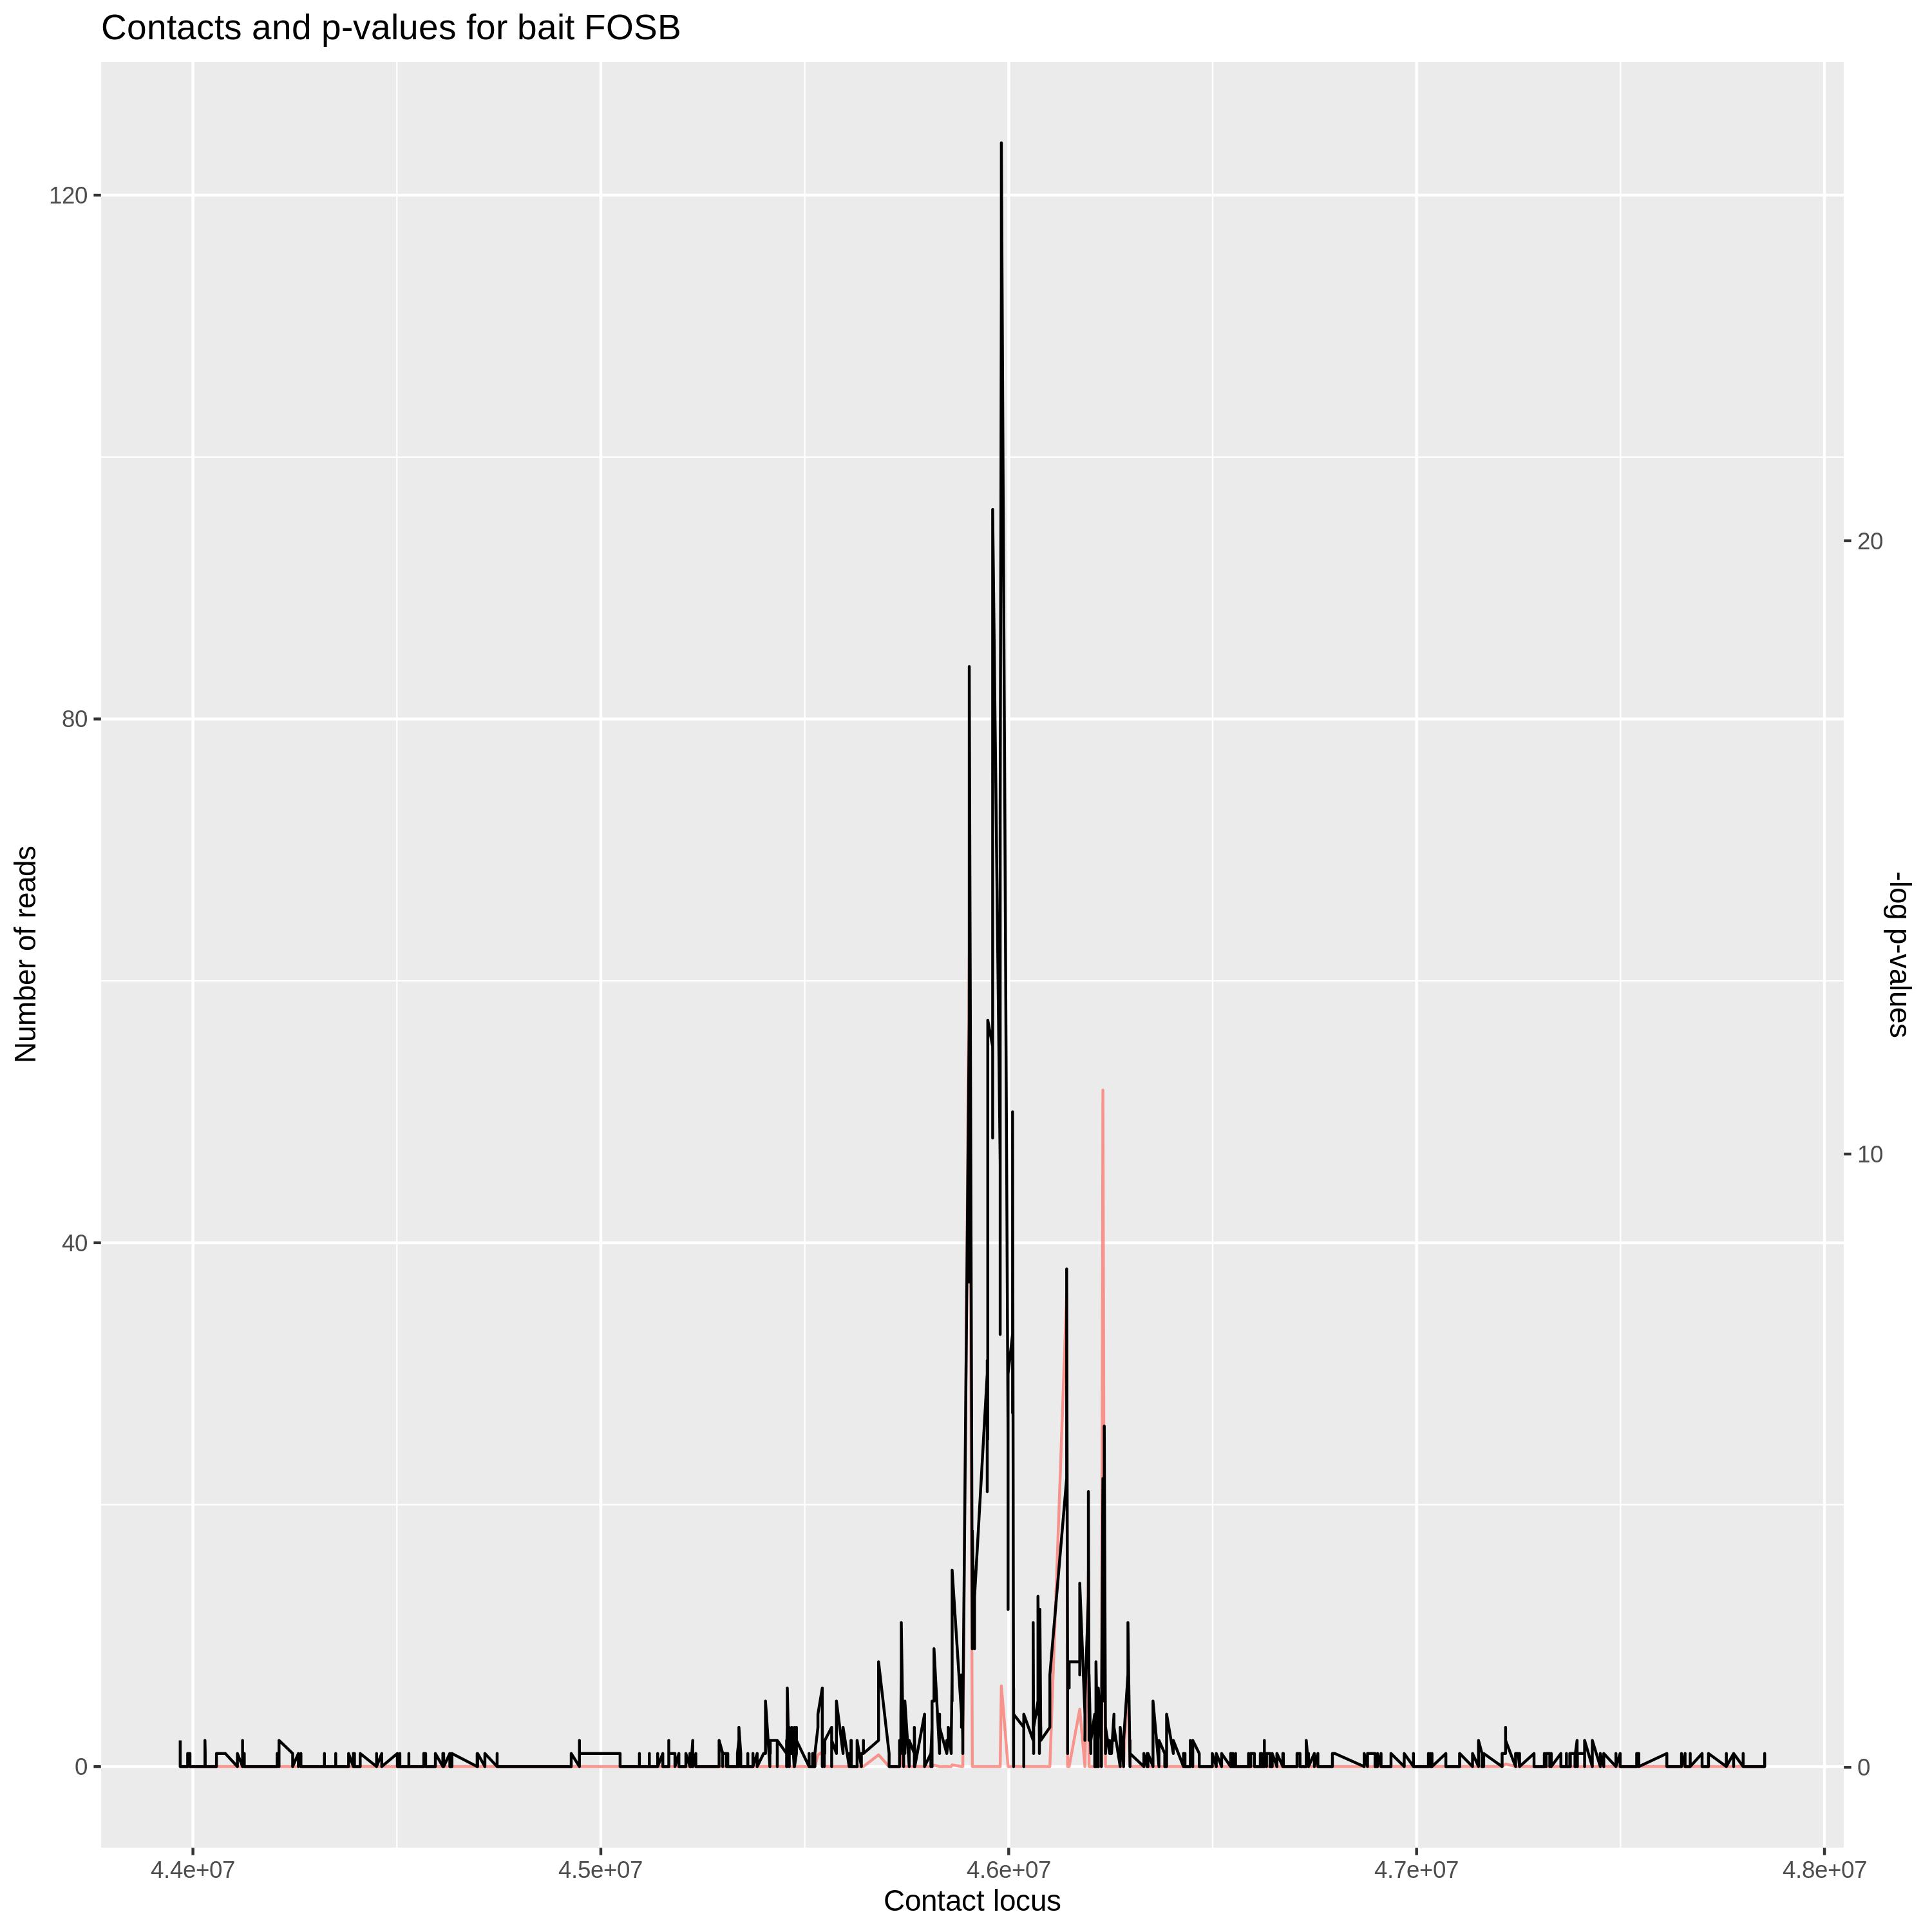 Contacts and p-values for bait FOSB
120
80
40
0
Number of reads
20
10
0
-log p-values
4.4e+07
4.5e+07
4.6e+07
4.7e+07
4.8e+07
Contact locus